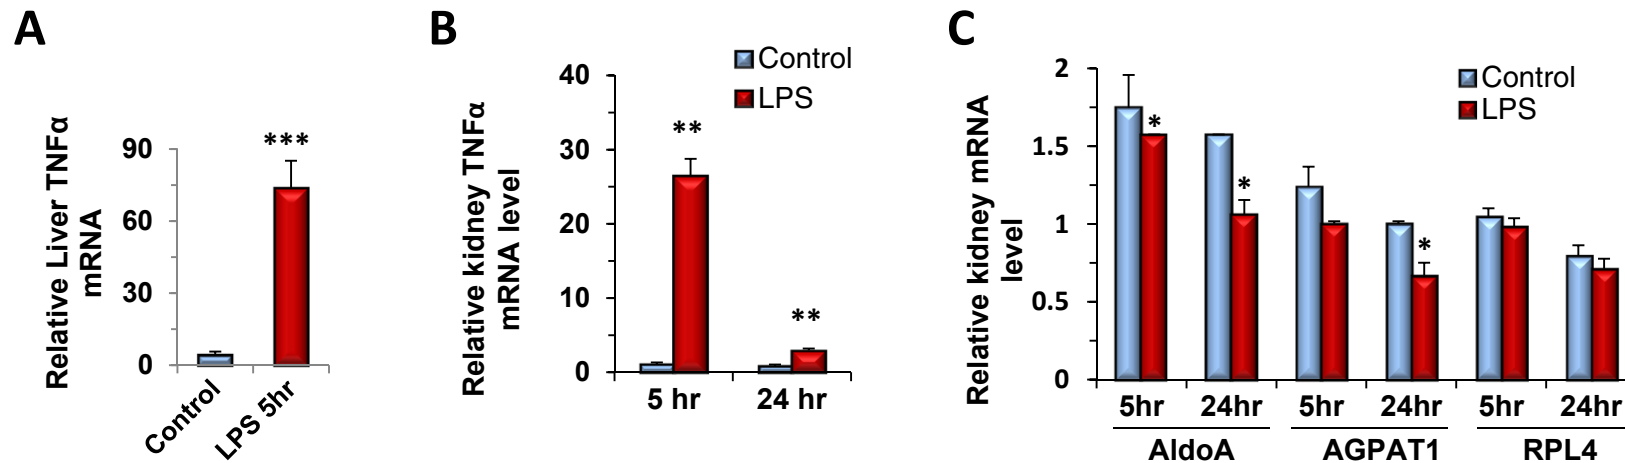 A
Relative Liver TNFα
mRNA
90
60
30
0
***
Control
LPS 5hr
B
Relative kidney TNFα
mRNA level
40
30
20
10
0
Control
LPS
**
**
5 hr
24 hr
C
Relative kidney mRNA
level
2
1.5
1
0.5
0
Control
LPS
*
*
*
5hr 24hr 5hr 24hr 5hr 24hr
AldoA AGPAT1 RPL4